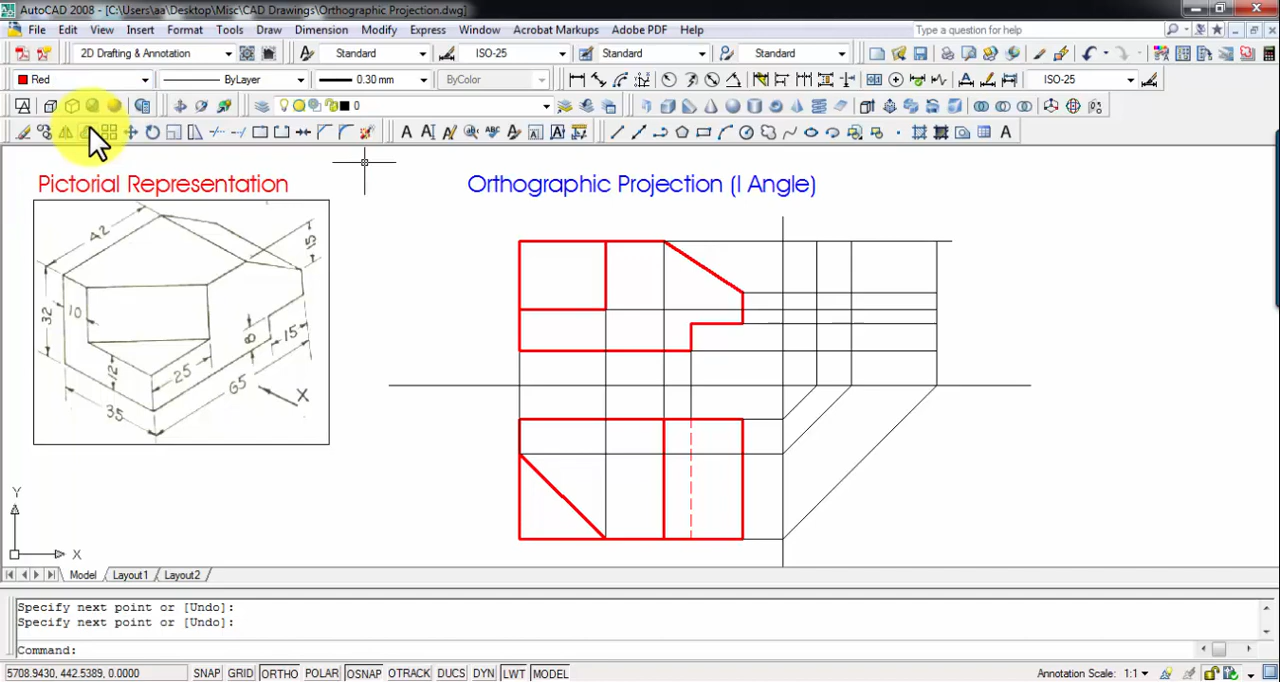 AutoCAD 2008 - [C:\Users\aa\Desktop\Misc\CAD Drawings\Orthographic Projection.dwg]
File Edit View Insert Format Tools Draw Dimension Modify Express Window Acrobat Markups Adobe PDF Help Type a question for help
2D Drafting & Annotation Standard ISO-25 Standard Standard
Red ByLayer 0.30 mm ByColor ISO-25
0
Pictorial Representation
Orthographic Projection (I Angle)
42
15
32
10
8
15
12
25
65
35
X
Y
X
Model Layout1 Layout2
Specify next point or [Undo]:
Specify next point or [Undo]:
Command:
5708.9430, 442.5389, 0.0000 SNAP GRID ORTHO POLAR OSNAP OTRACK DUCS DYN LWT MODEL Annotation Scale: 1:1